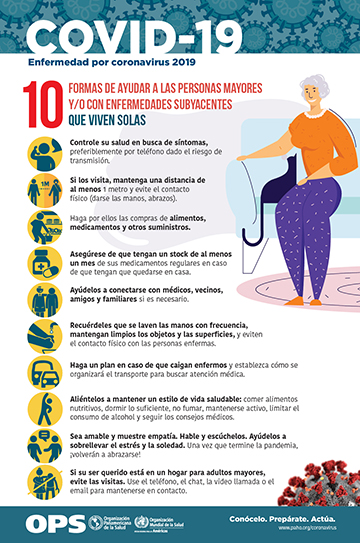 COVID-19
Enfermedad por coronavirus 2019
10 FORMAS DE AYUDAR A LAS PERSONAS MAYORES
Y/O CON ENFERMEDADES SUBYACENTES
QUE VIVEN SOLAS
Controle su salud en busca de síntomas,
preferiblemente por teléfono dado el riesgo de
transmisión.
1M
Si los visita, mantenga una distancia de
al menos 1 metro y evite el contacto
físico (darse las manos, abrazos).
Haga por ellos las compras de alimentos,
medicamentos y otros suministros.
Asegúrese de que tengan un stock de al menos
un mes de sus medicamentos regulares en caso
de que tengan que quedarse en casa.
Ayúdelos a conectarse con médicos, vecinos,
amigos y familiares si es necesario.
Recuérdeles que se laven las manos con frecuencia,
mantengan limpios los objetos y las superficies, y eviten
el contacto físico con las personas enfermas.
Haga un plan en caso de que caigan enfermos y establezca cómo se
organizará el transporte para buscar atención médica.
Aliéntelos a mantener un estilo de vida saludable: comer alimentos
nutritivos, dormir lo suficiente, no fumar, mantenerse activo, limitar el
consumo de alcohol y seguir los consejos médicos.
Sea amable y muestre empatía. Hable y escúchelos. Ayúdelos a
sobrellevar el estrés y la soledad. Una vez que termine la pandemia,
¡volverán a abrazarse!
Si su ser querido está en un hogar para adultos mayores,
evite las visitas. Use el teléfono, el chat, la vídeo llamada o el
email para mantenerse en contacto.
OPS
Organización
Panamericana
de la Salud
Organización
Mundial de la Salud
Américas
Conócelo. Prepárate. Actúa.
www.paho.org/coronavirus